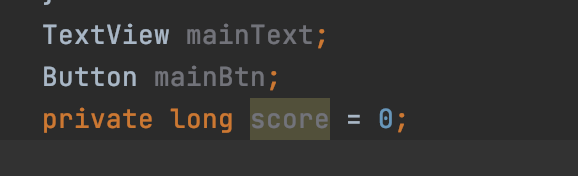 TextView mainText;
Button mainBtn;
private long score = 0;